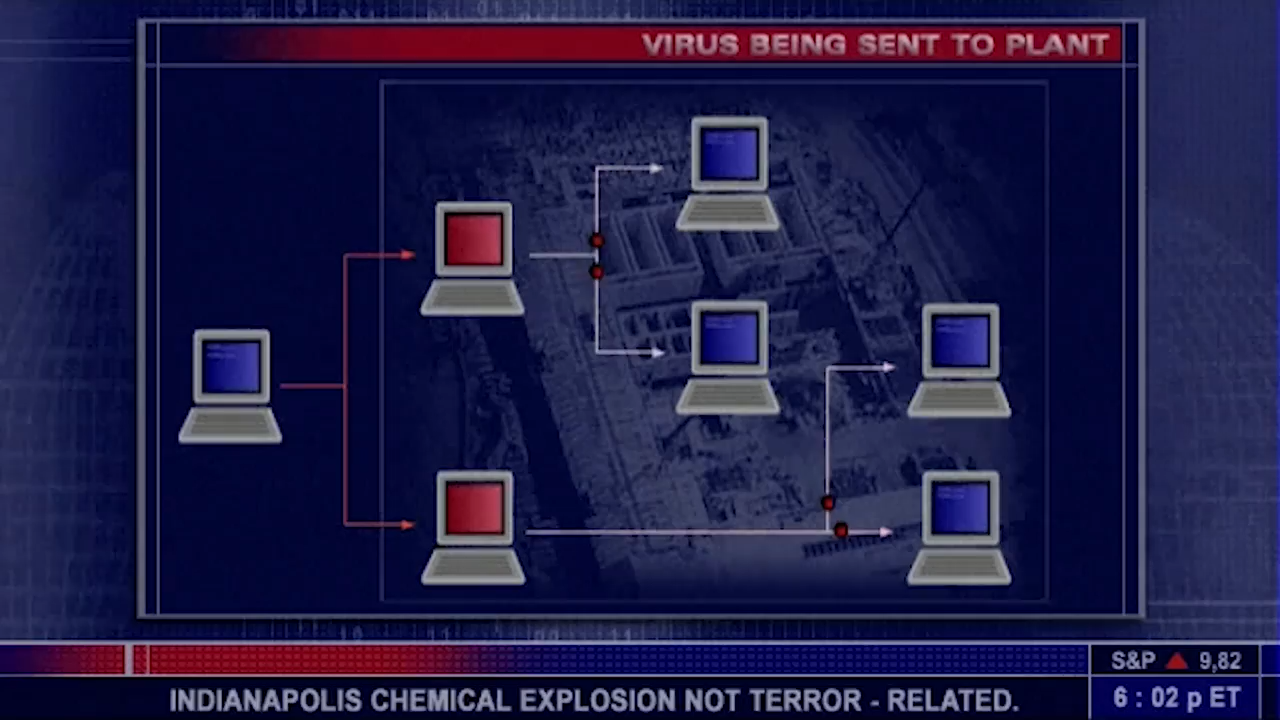 VIRUS BEING SENT TO PLANT
S&P 9,82
INDIANAPOLIS CHEMICAL EXPLOSION NOT TERROR - RELATED.
6 : 02 p ET